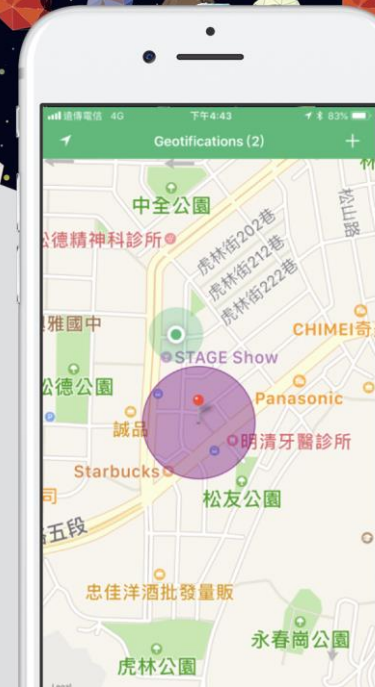 遠傳電信 4G 下午4:43 83%
Geotifications (2)
中全公園
松山路
德精神科診所
虎林街202巷
虎林街212巷
虎林街222巷
雅國中
CHIMEI奇
STAGE Show
松德公園
Panasonic
誠品
明清牙醫診所
Starbucks
司
松友公園
五段
忠佳洋酒批發量販
永春崗公園
虎林公園
Legal